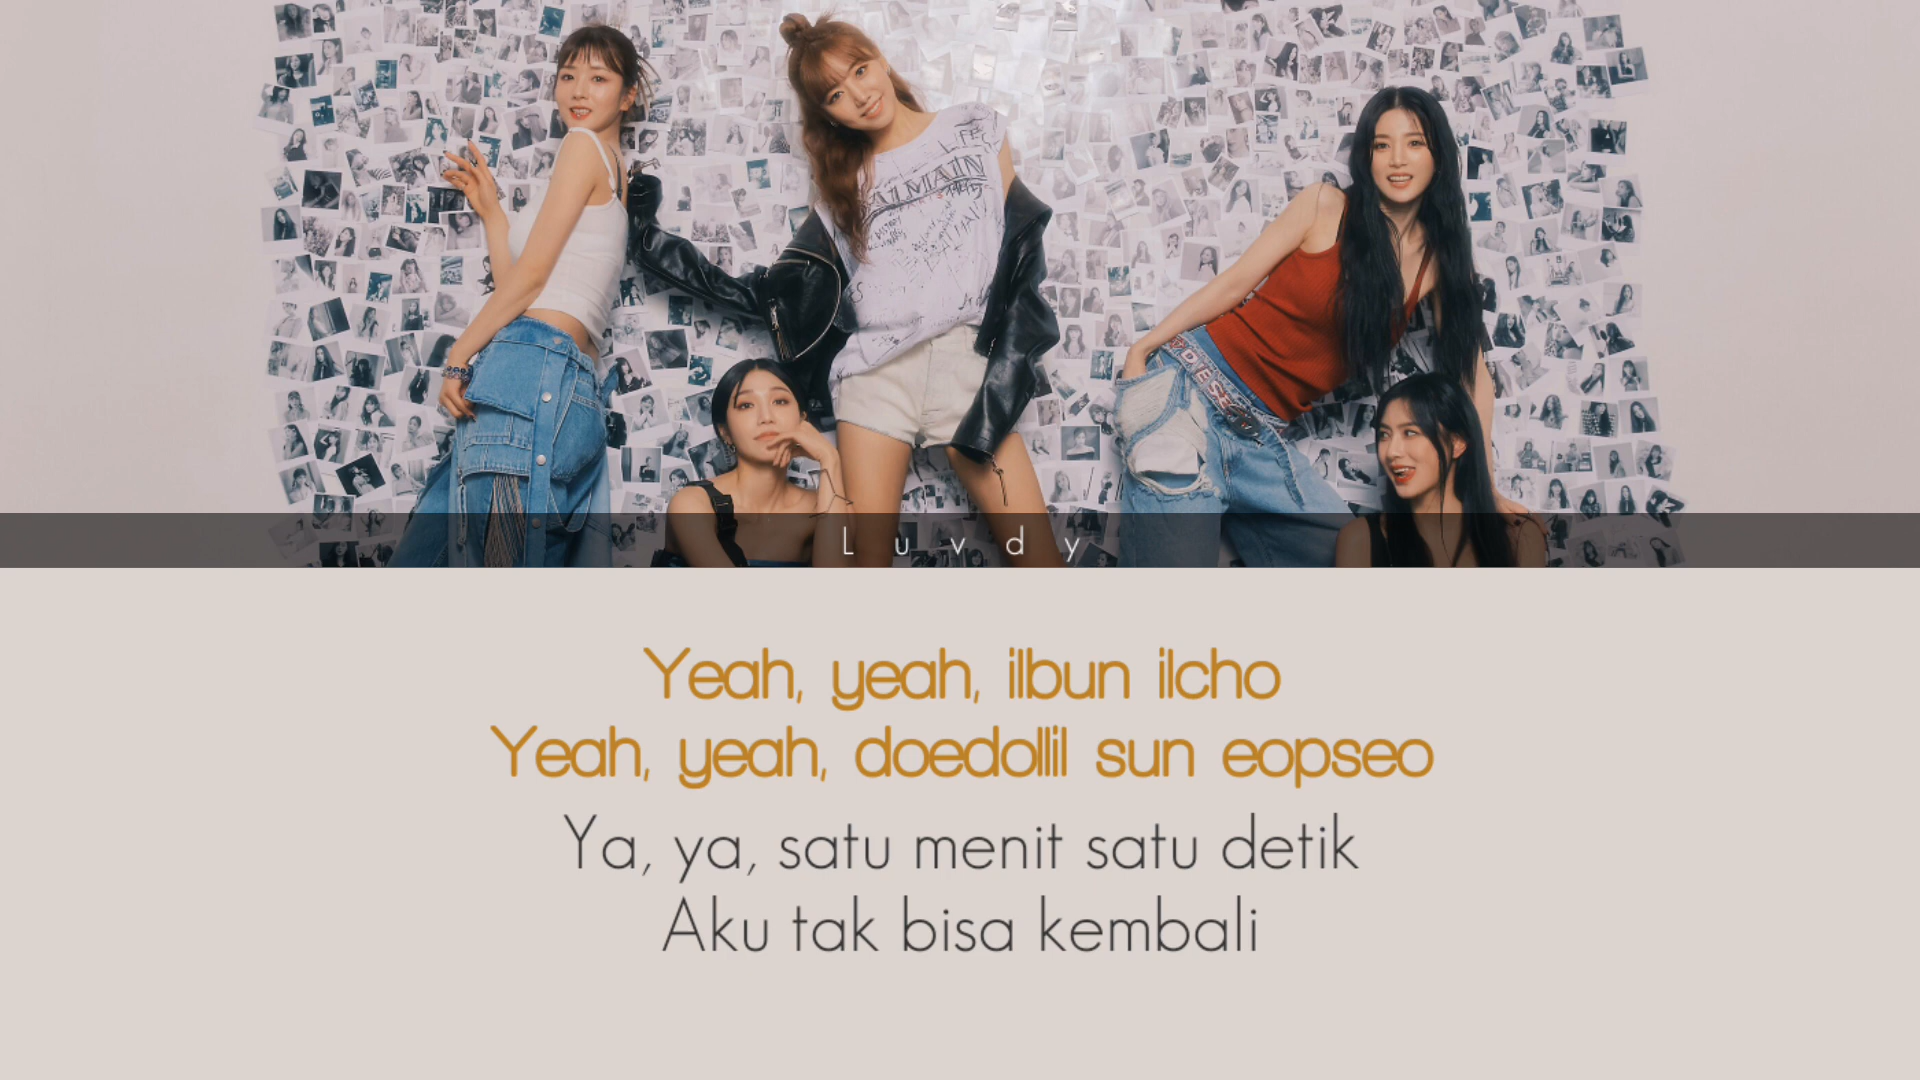 BALMAIN
L u v d y
Yeah, yeah, ilbun ilcho
Yeah, yeah, doedollil sun eopseo
Ya, ya, satu menit satu detik
Aku tak bisa kembali